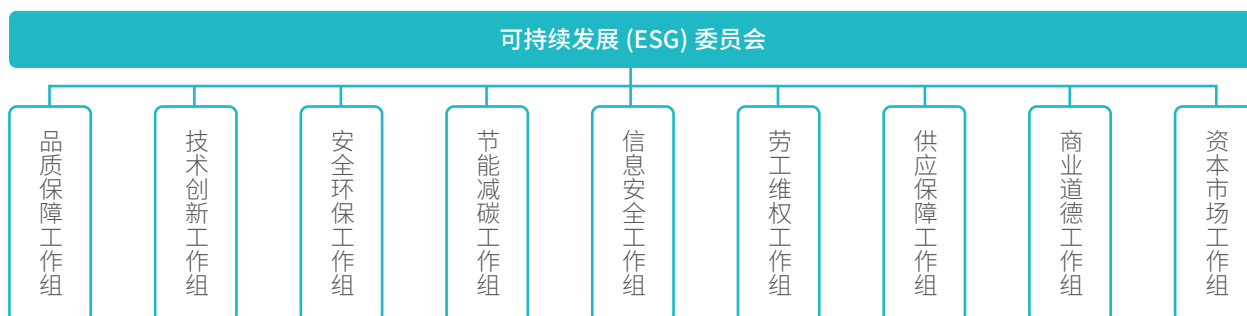 可持续发展 (ESG) 委员会
品质保障工作组
技术创新工作组
安全环保工作组
节能减碳工作组
信息安全工作组
劳工维权工作组
供应保障工作组
商业道德工作组
资本市场工作组